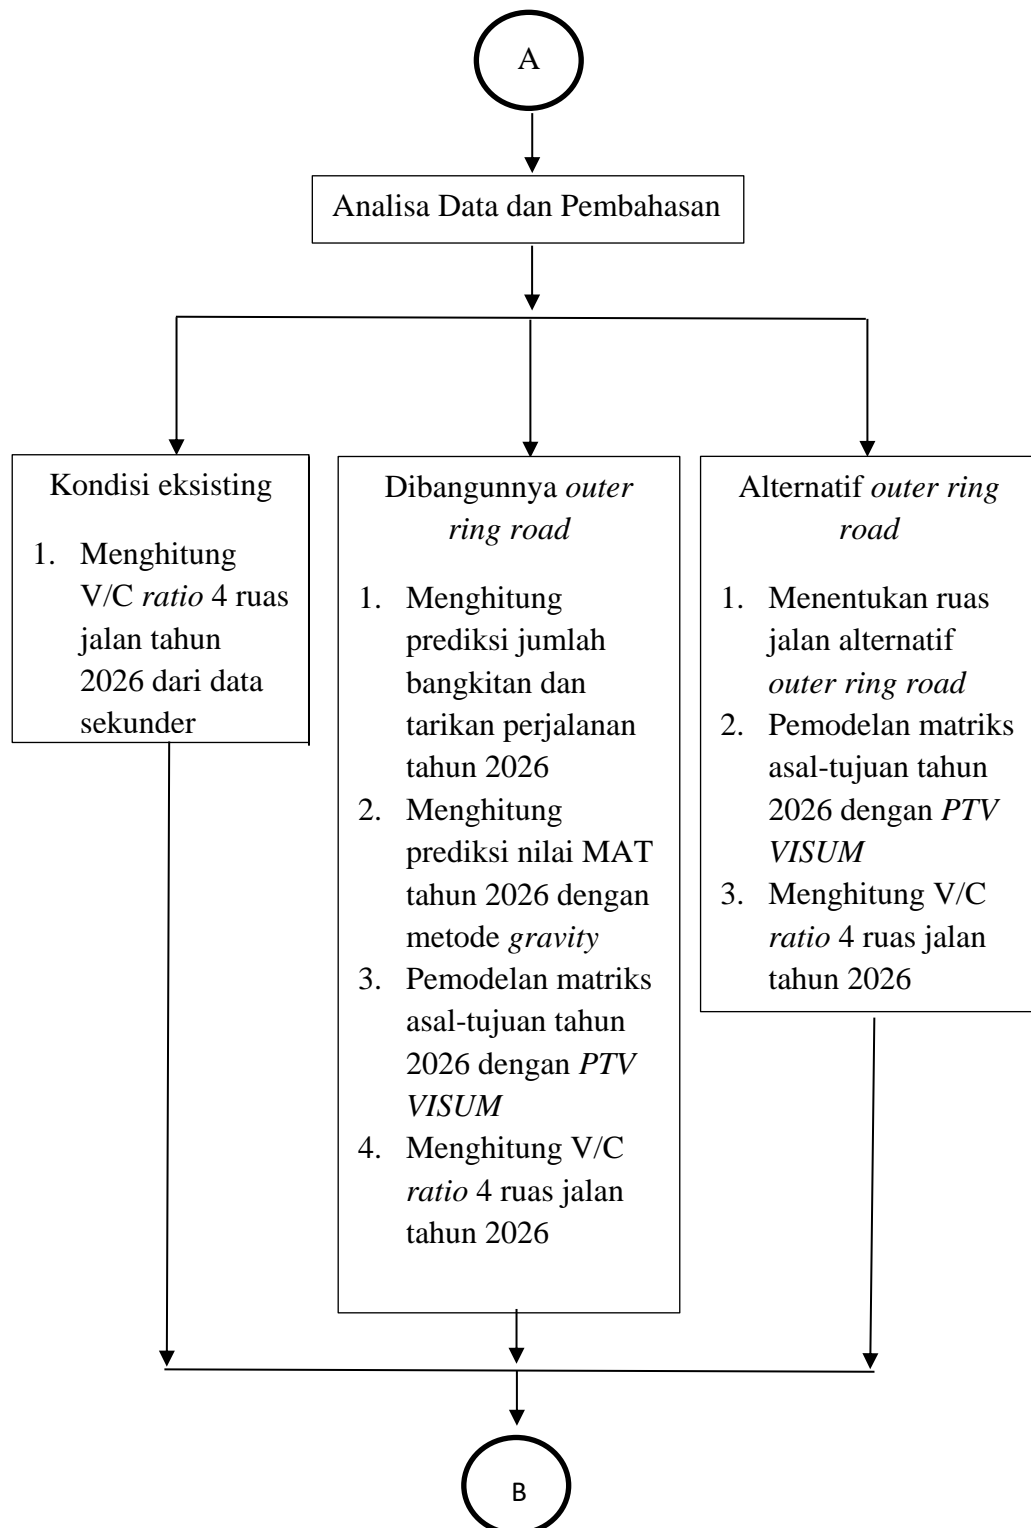 A
Analisa Data dan Pembahasan
Kondisi eksisting
1. Menghitung
V/C ratio 4 ruas
jalan tahun
2026 dari data
sekunder
Dibangunnya outer
ring road
1. Menghitung
prediksi jumlah
bangkitan dan
tarikan perjalanan
tahun 2026
2. Menghitung
prediksi nilai MAT
tahun 2026 dengan
metode gravity
3. Pemodelan matriks
asal-tujuan tahun
2026 dengan PTV
VISUM
4. Menghitung V/C
ratio 4 ruas jalan
tahun 2026
Alternatif outer ring
road
1. Menentukan ruas
jalan alternatif
outer ring road
2. Pemodelan matriks
asal-tujuan tahun
2026 dengan PTV
VISUM
3. Menghitung V/C
ratio 4 ruas jalan
tahun 2026
B